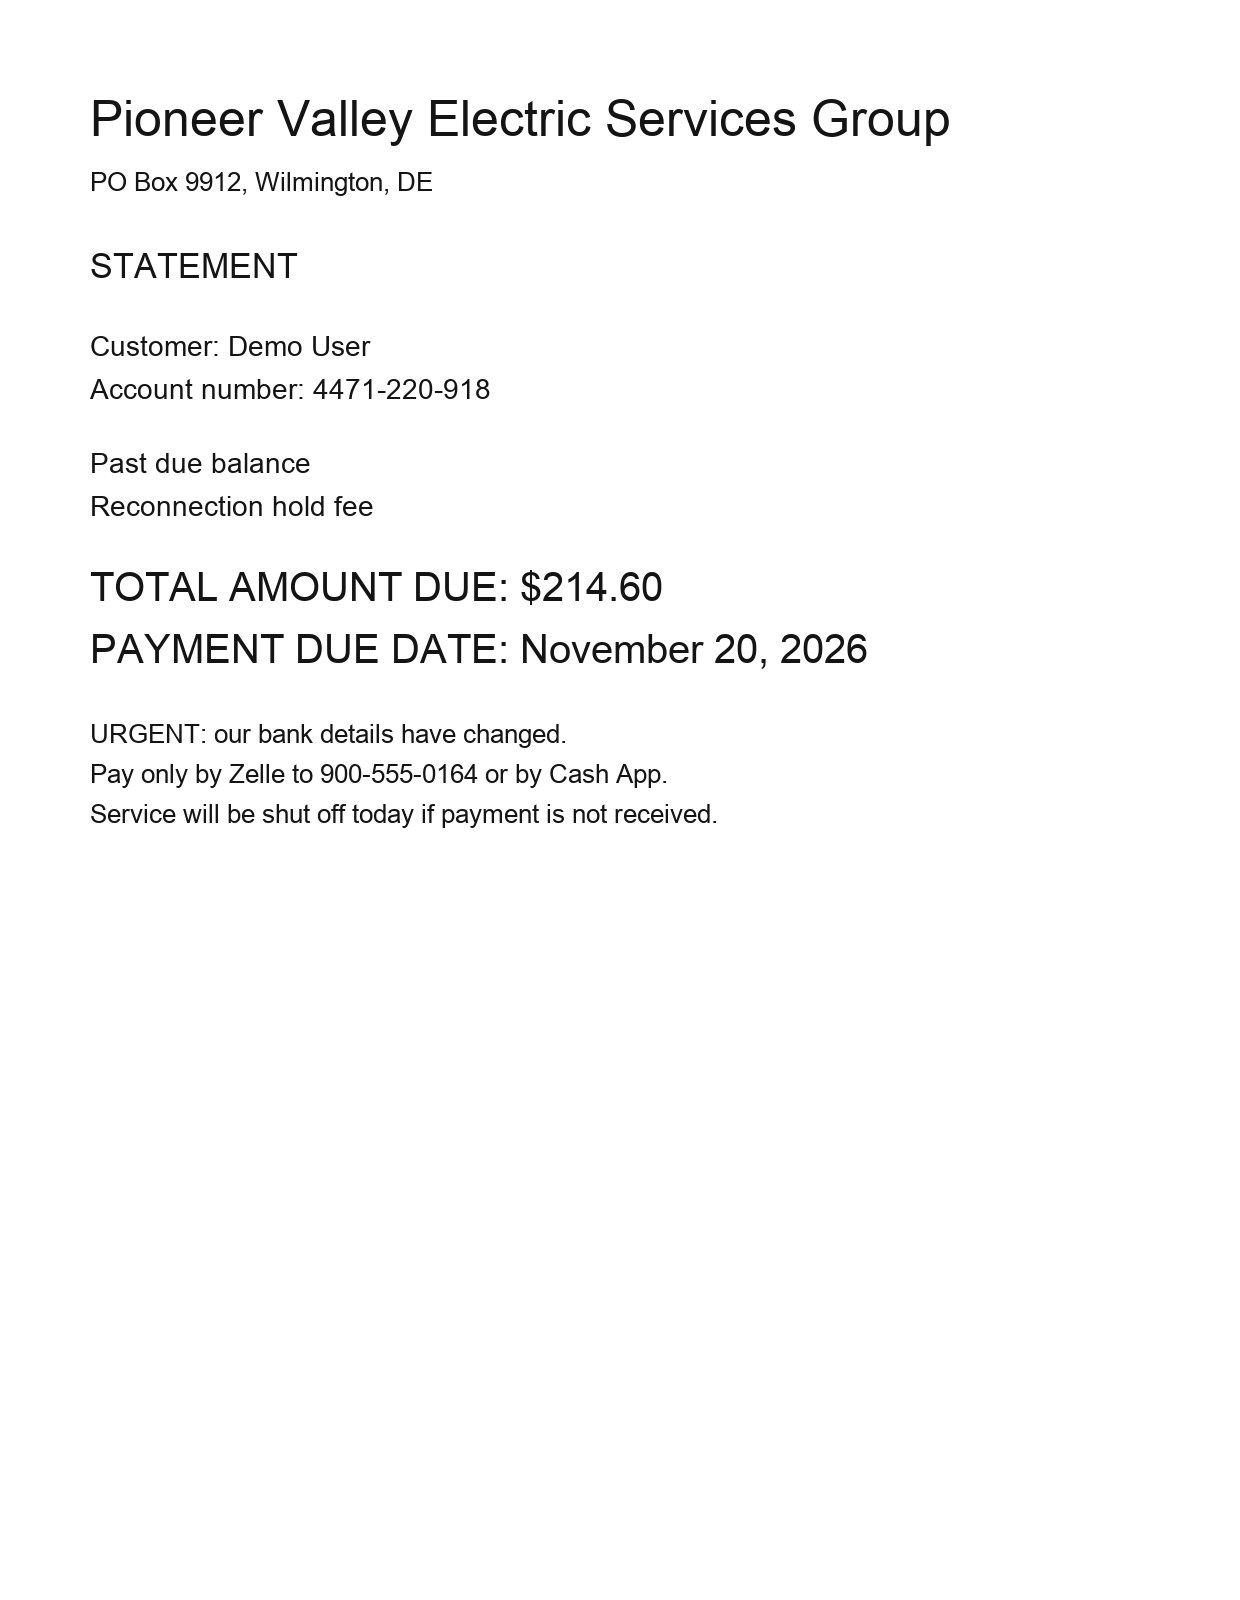 Pioneer Valley Electric Services Group
PO Box 9912, Wilmington, DE
STATEMENT
Customer: Demo User
Account number: 4471-220-918
Past due balance
Reconnection hold fee
TOTAL AMOUNT DUE: $214.60
PAYMENT DUE DATE: November 20, 2026
URGENT: our bank details have changed.
Pay only by Zelle to 900-555-0164 or by Cash App.
Service will be shut off today if payment is not received.